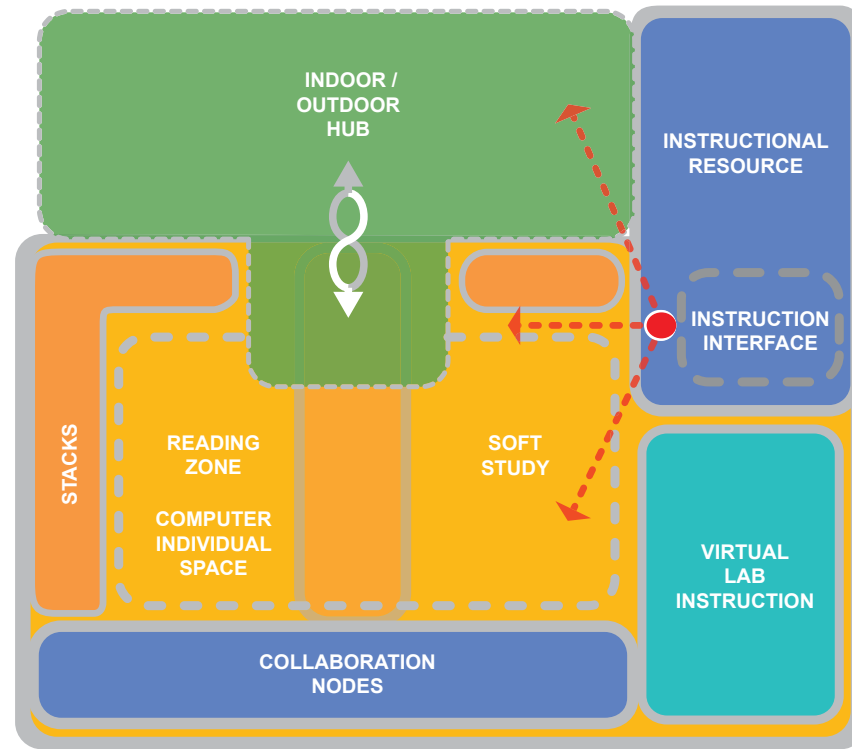 INDOOR /
OUTDOOR
HUB
INSTRUCTIONAL
RESOURCE
INSTRUCTION
INTERFACE
STACKS
READING
ZONE
COMPUTER
INDIVIDUAL
SPACE
SOFT
STUDY
VIRTUAL
LAB
INSTRUCTION
COLLABORATION
NODES